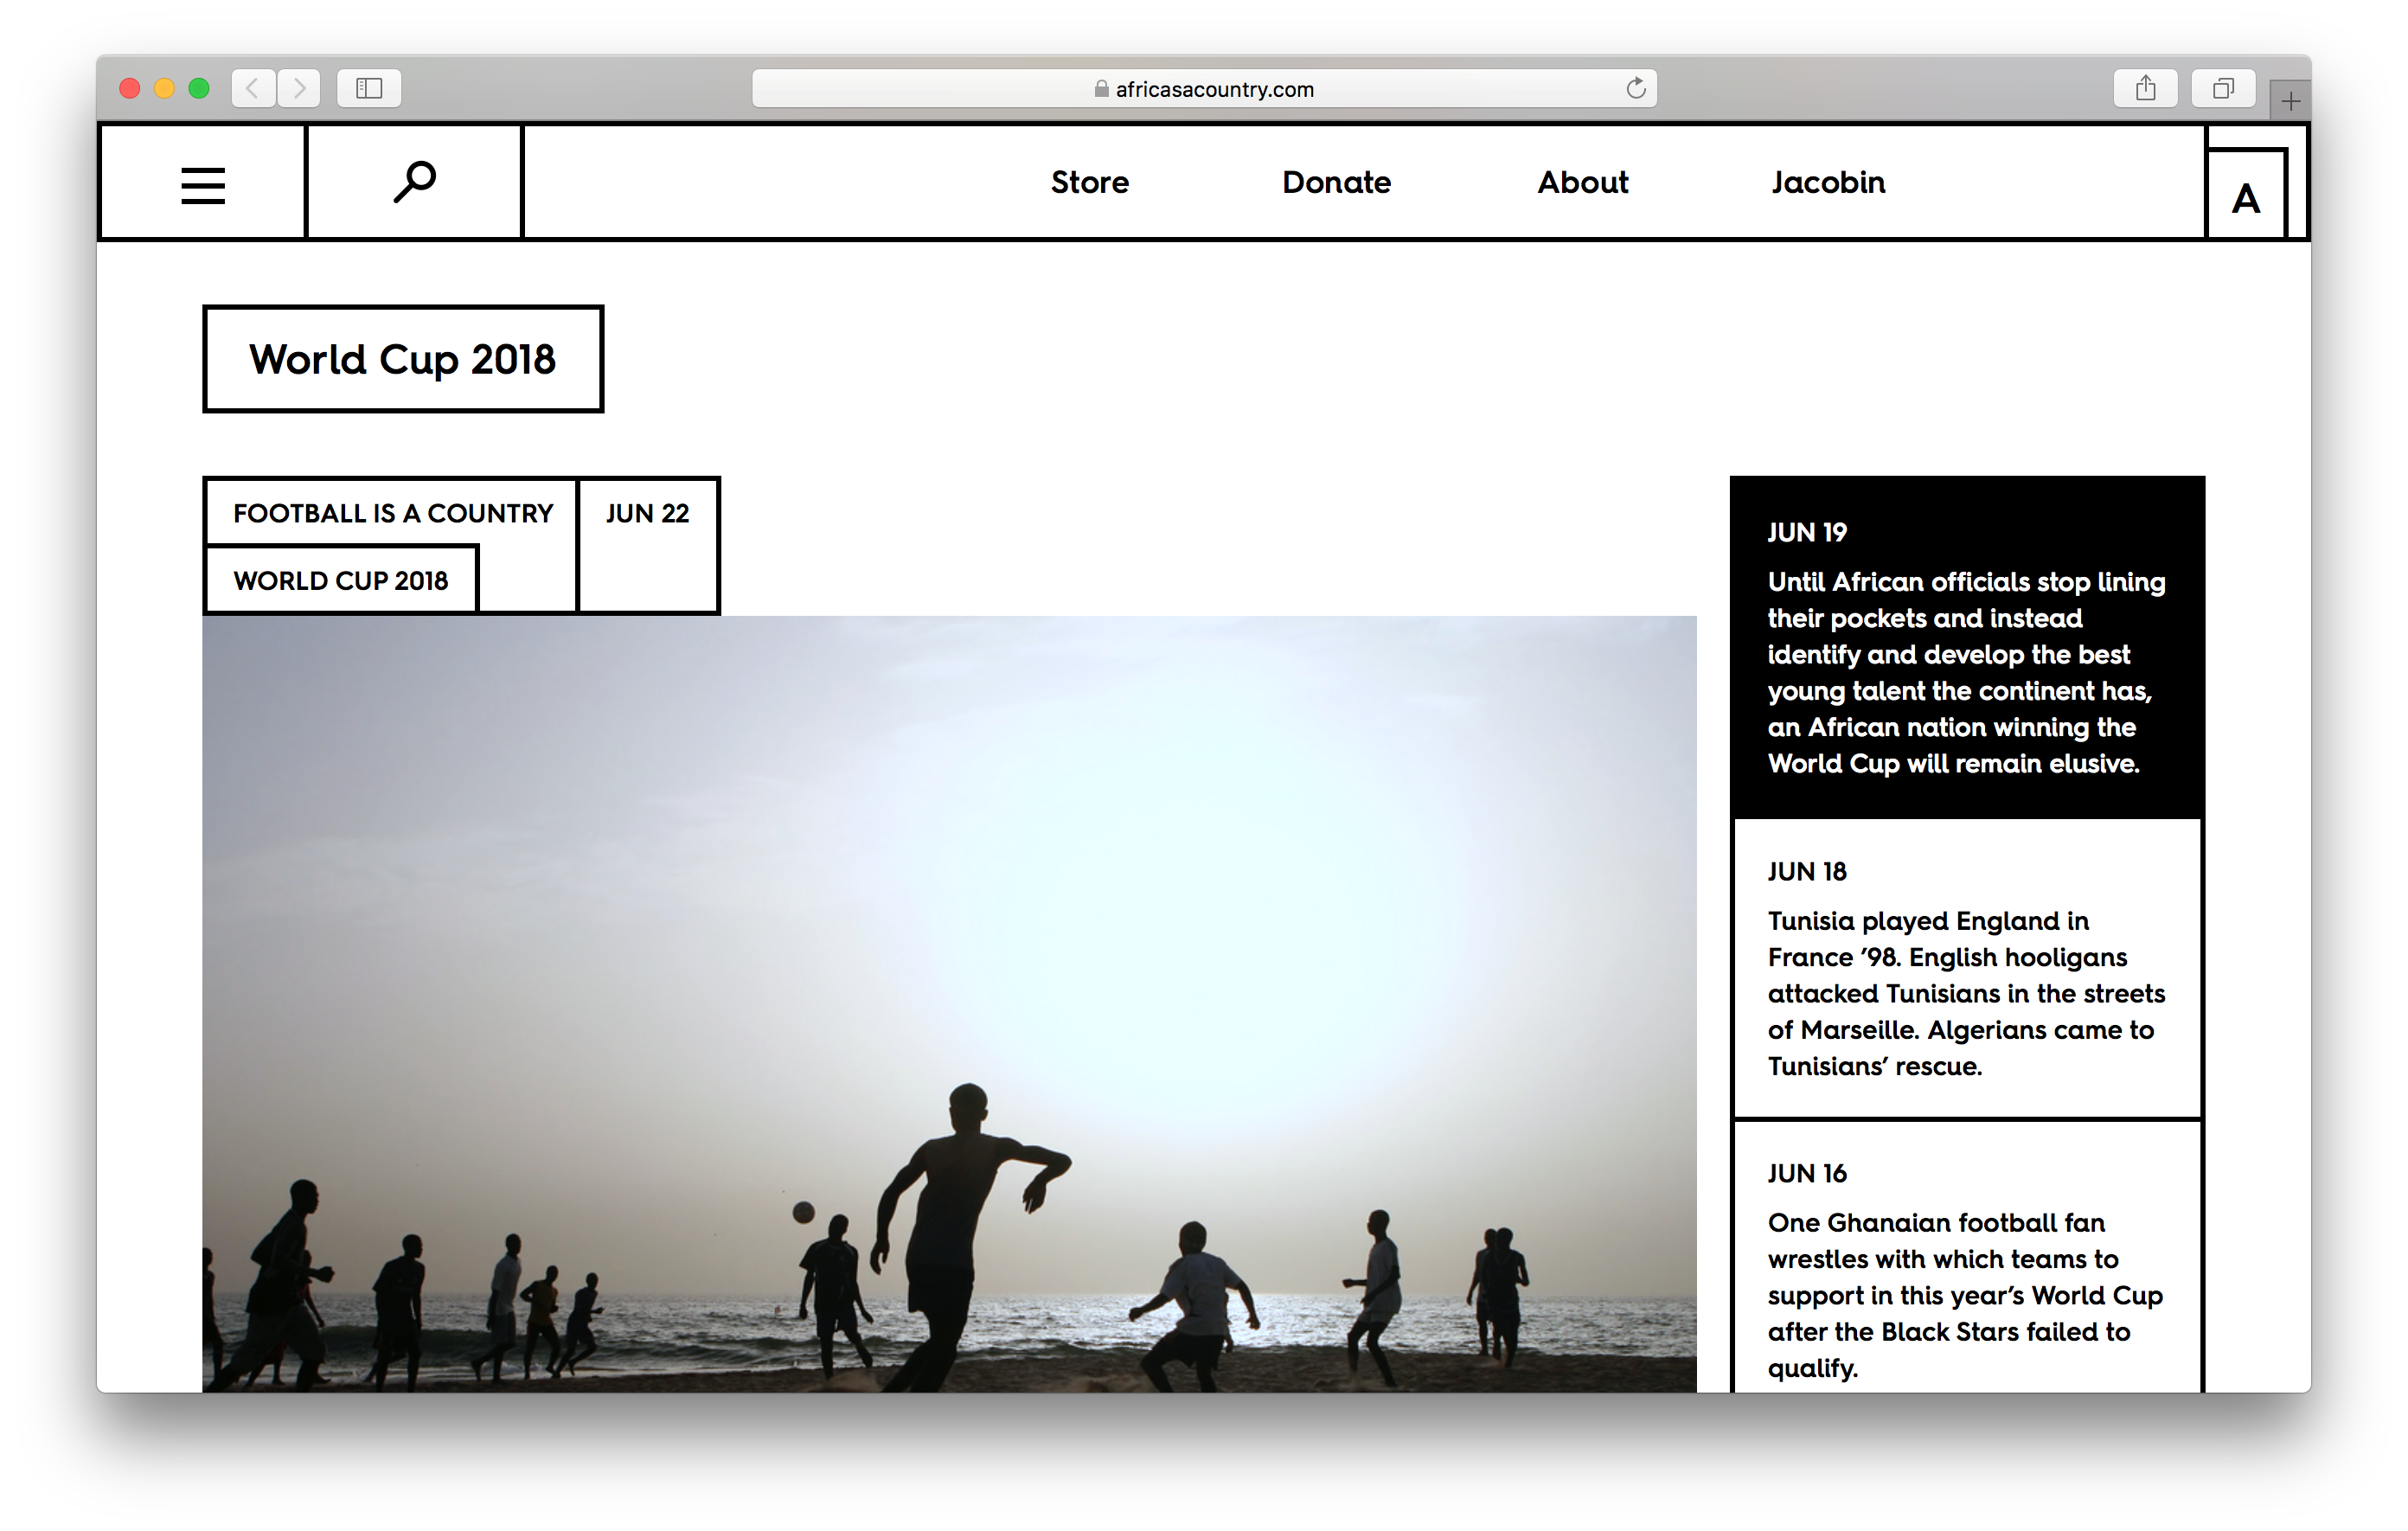 africasacountry.com
Store Donate About Jacobin A
World Cup 2018
FOOTBALL IS A COUNTRY JUN 22
WORLD CUP 2018
JUN 19
Until African officials stop lining
their pockets and instead
identify and develop the best
young talent the continent has,
an African nation winning the
World Cup will remain elusive.
JUN 18
Tunisia played England in
France ’98. English hooligans
attacked Tunisians in the streets
of Marseille. Algerians came to
Tunisians’ rescue.
JUN 16
One Ghanaian football fan
wrestles with which teams to
support in this year’s World Cup
after the Black Stars failed to
qualify.